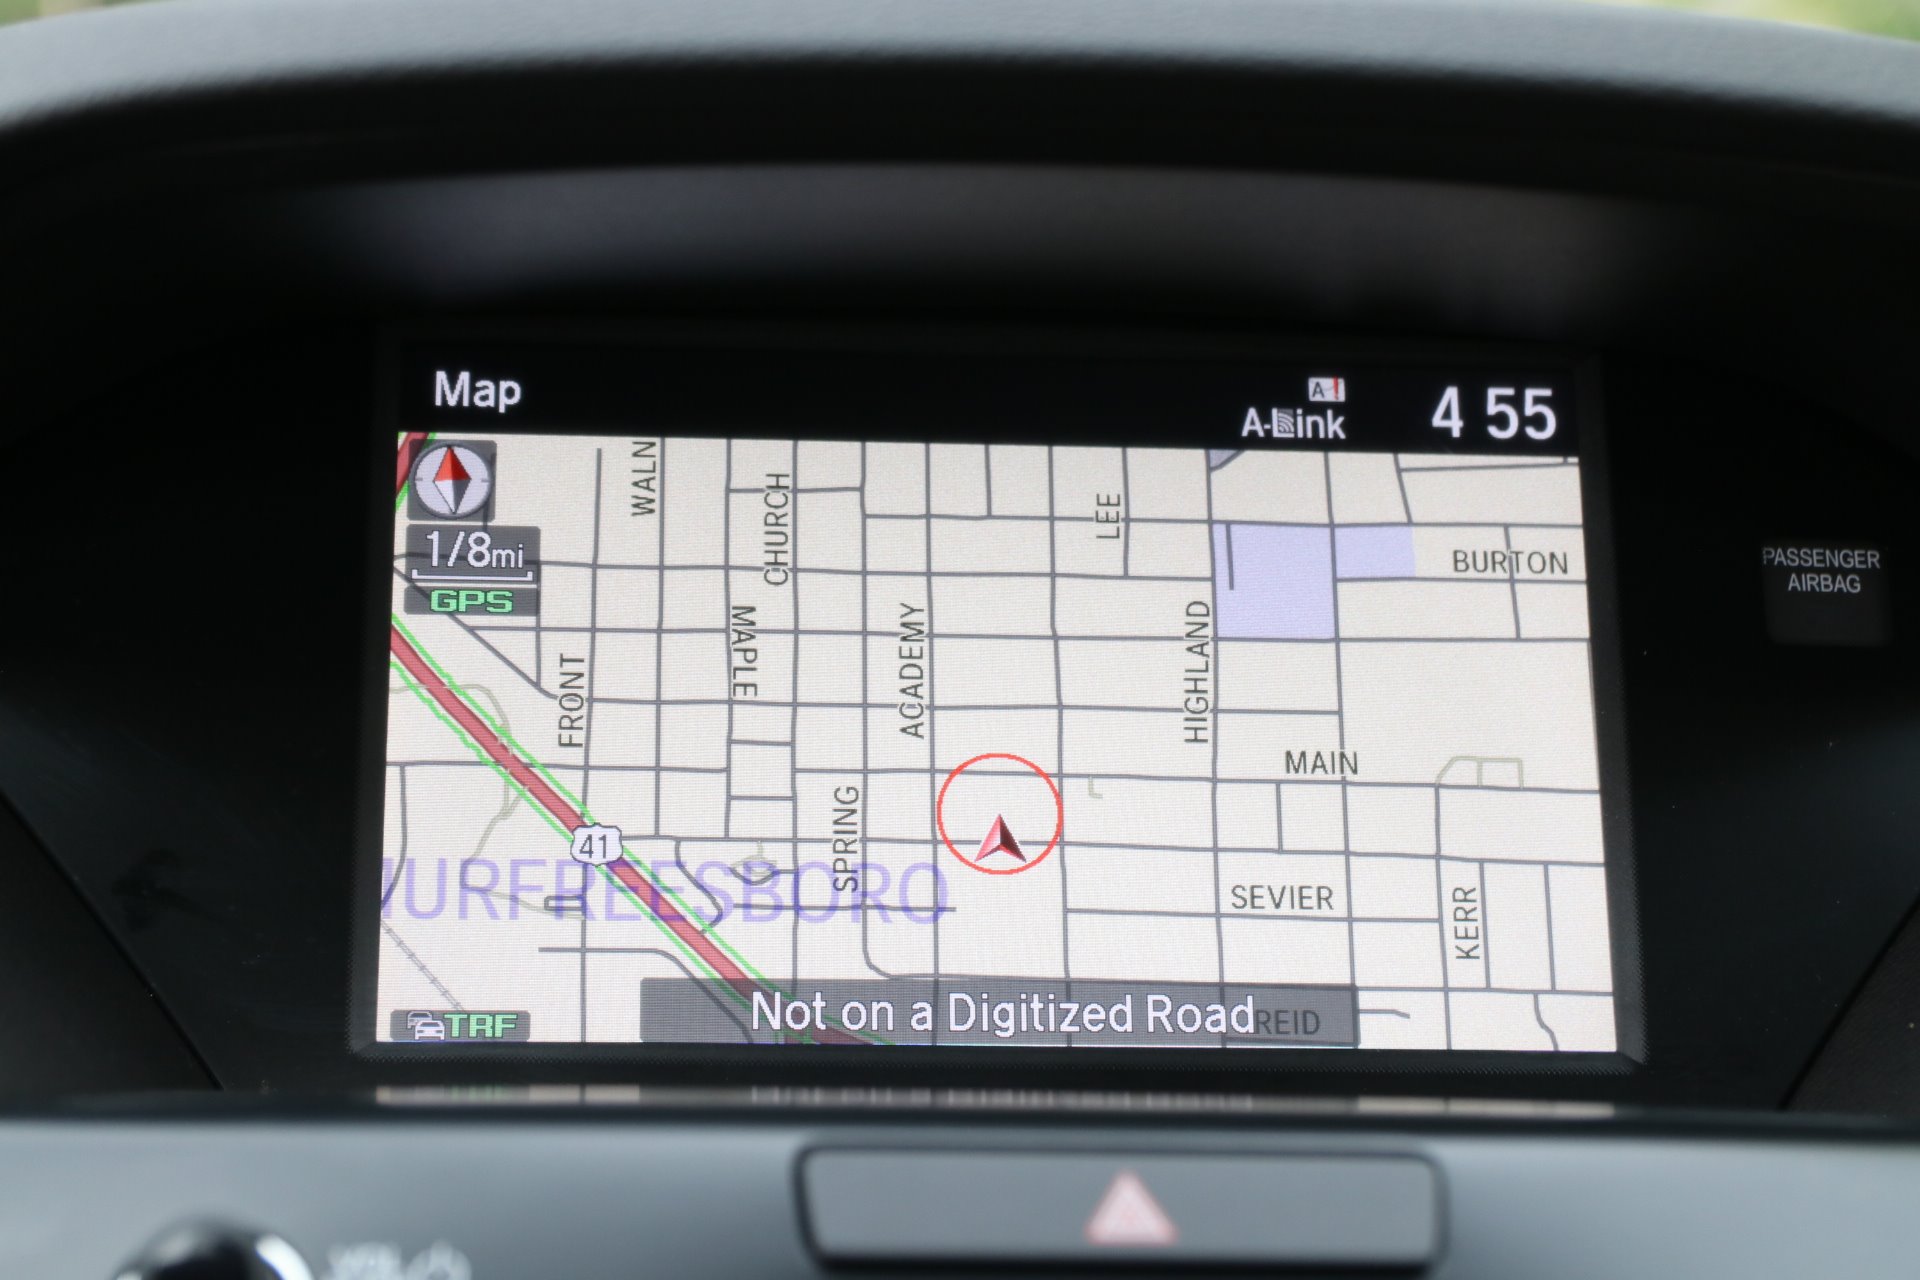 Map
A
A-Link
4 55
WALN
CHURCH
LEE
1/8mi
BURTON
GPS
PASSENGER
AIRBAG
MAPLE
ACADEMY
HIGHLAND
FRONT
MAIN
SPRING
41
URFREESBORO
SEVIER
KERR
Not on a Digitized Road
REID
TRF